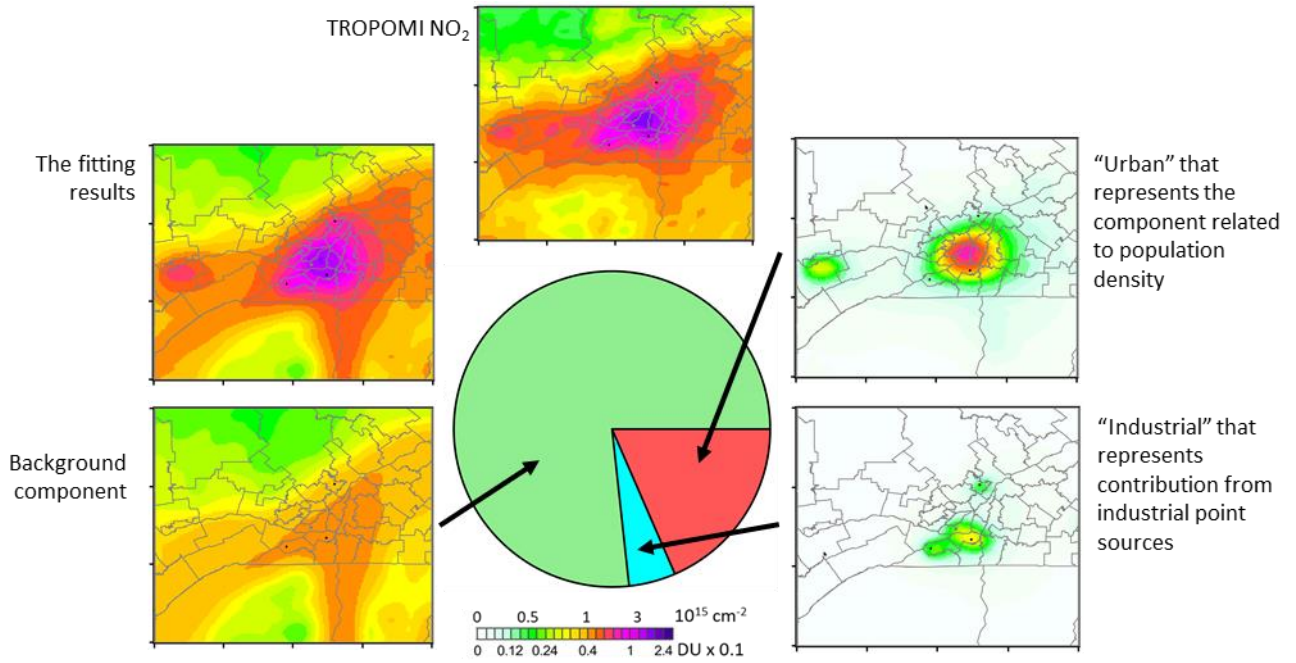 TROPOMI NO₂
The fitting
results
"Urban" that
represents the
component related
to population
density
Background
component
"Industrial" that
represents
contribution from
industrial point
sources
0 0.5 1 3 10¹⁵ cm⁻²
0 0.12 0.24 0.4 1 2.4 DU x 0.1